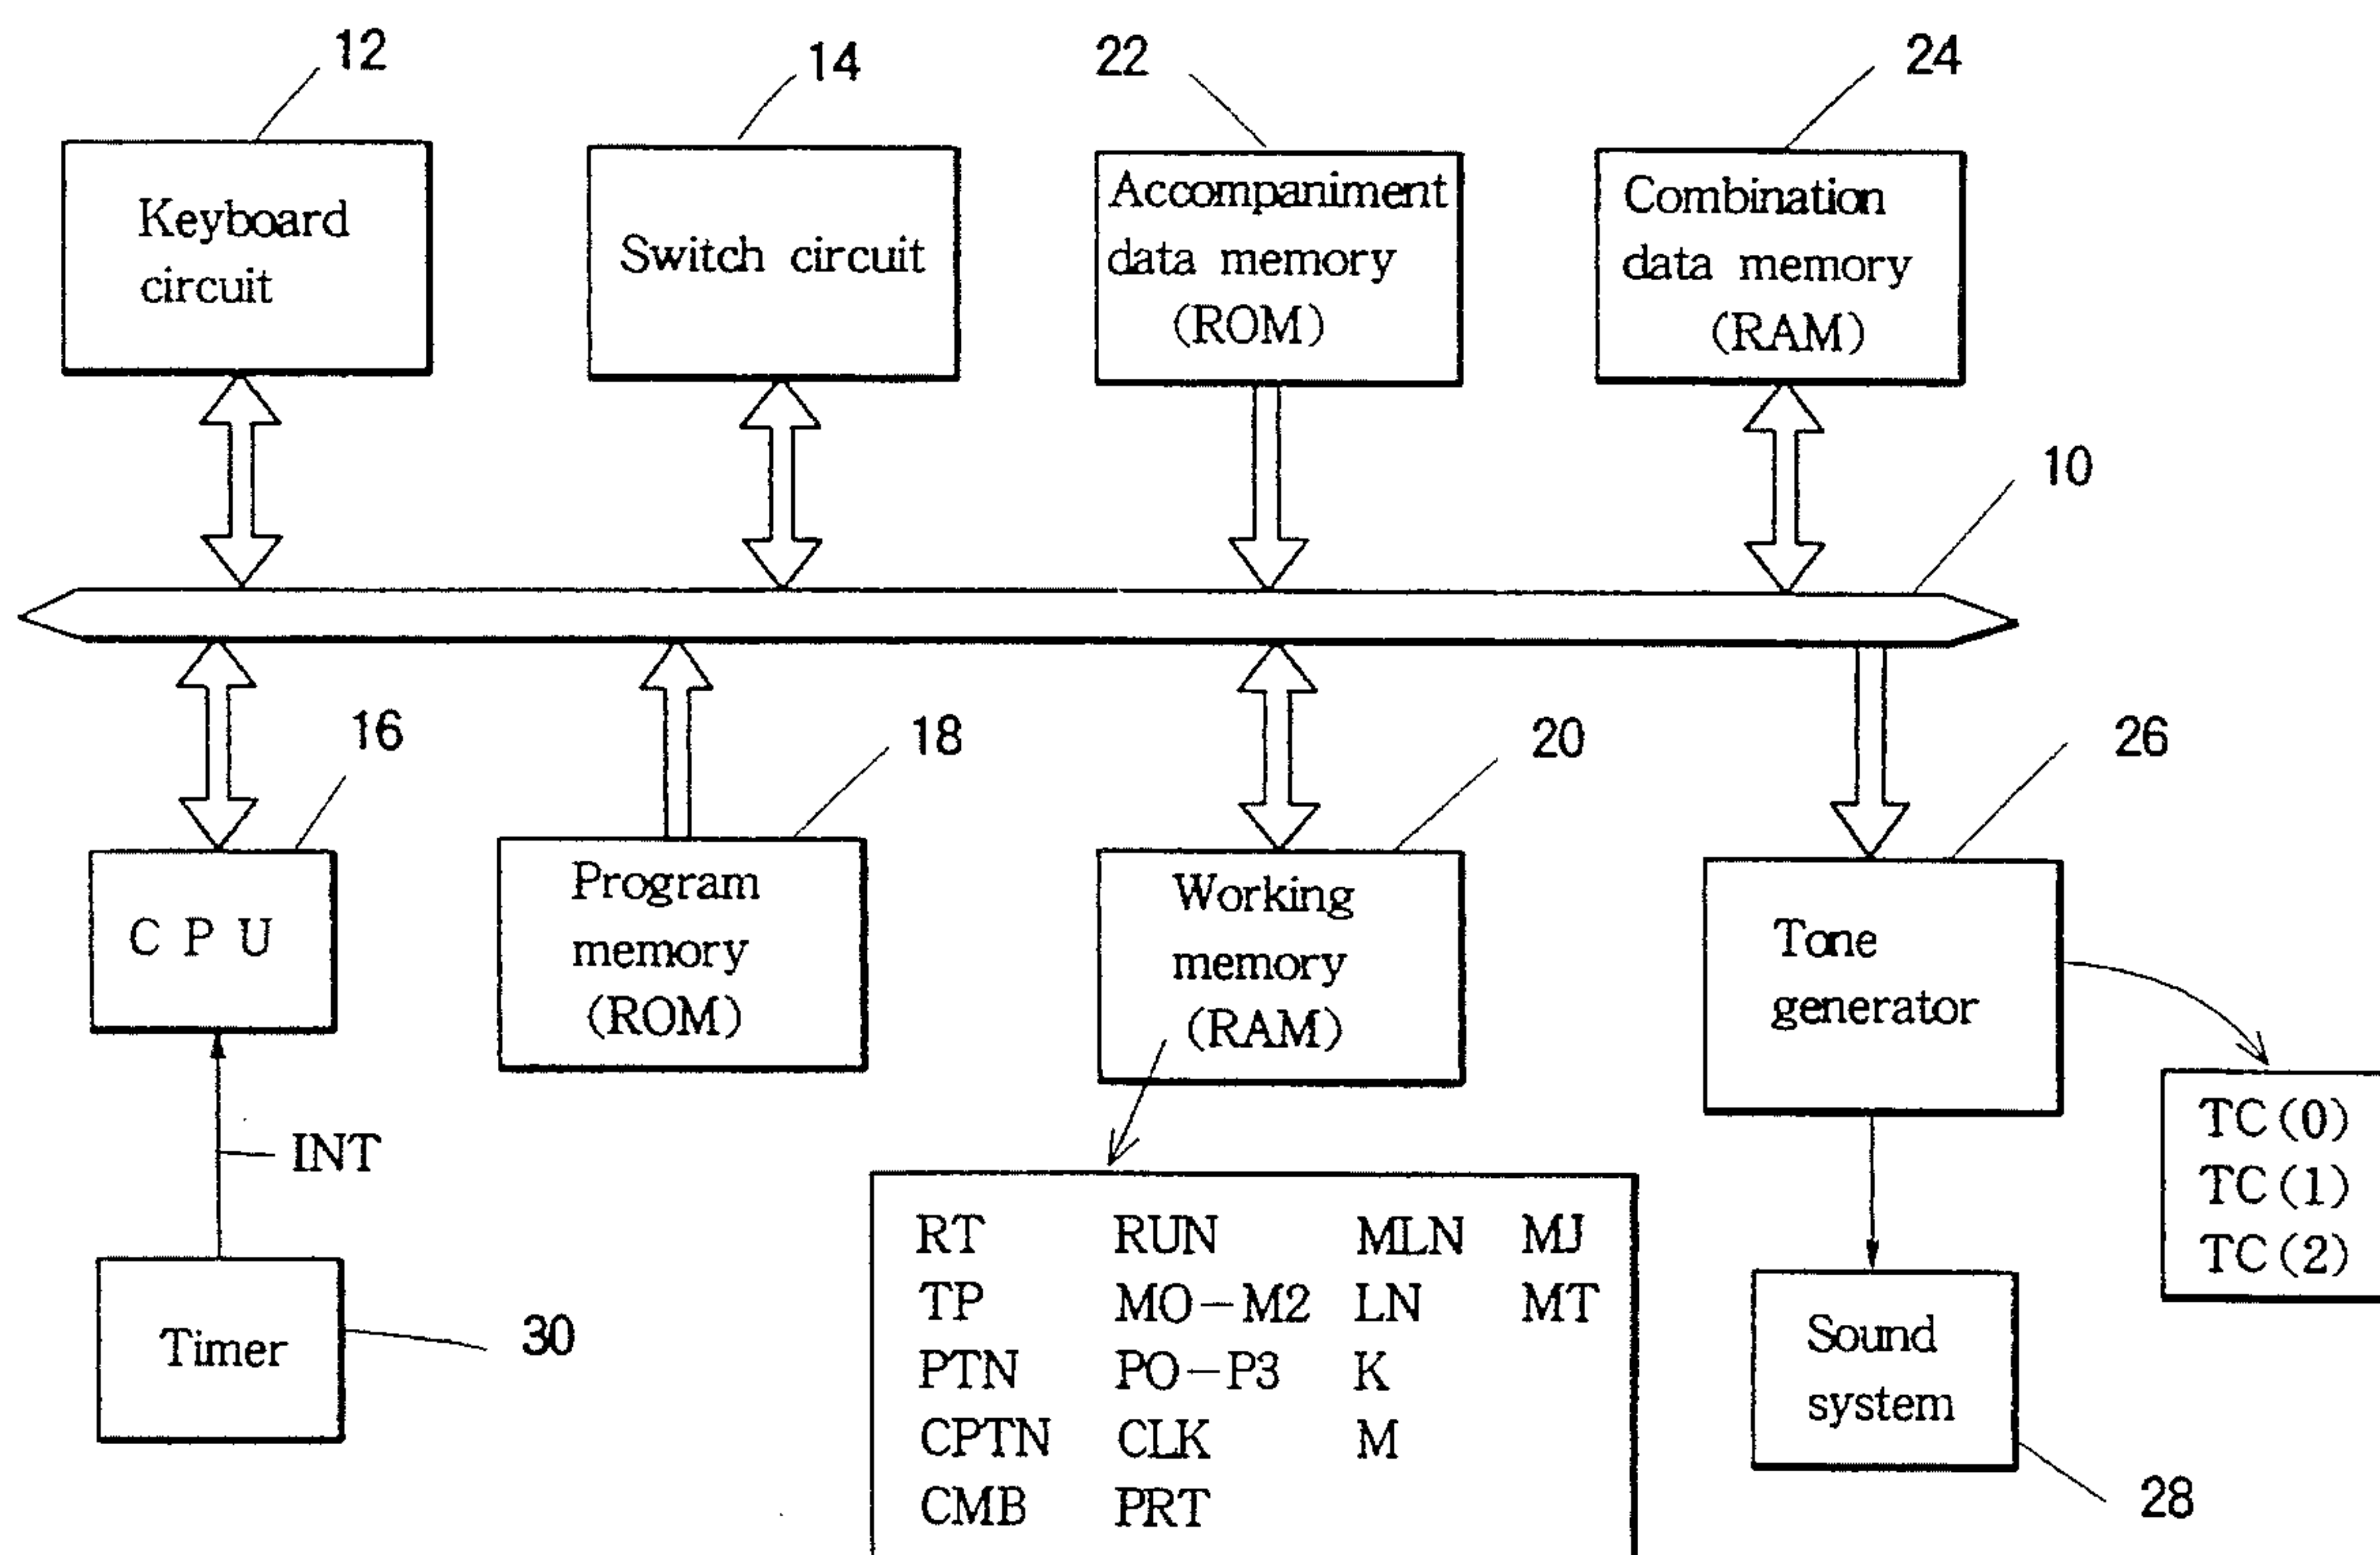 12
14
22
24
Keyboard
circuit
Switch circuit
Accompaniment
data memory
(ROM)
Combination
data memory
(RAM)
10
16
18
20
26
CPU
Program
memory
(ROM)
Working
memory
(RAM)
Tone
generator
INT
Timer
30
RT RUN MLN MJ
TP MO-M2 LN MT
PTN PO-P3 K
CPTN CLK M
CMB PRT
TC(0)
TC(1)
TC(2)
Sound
system
28